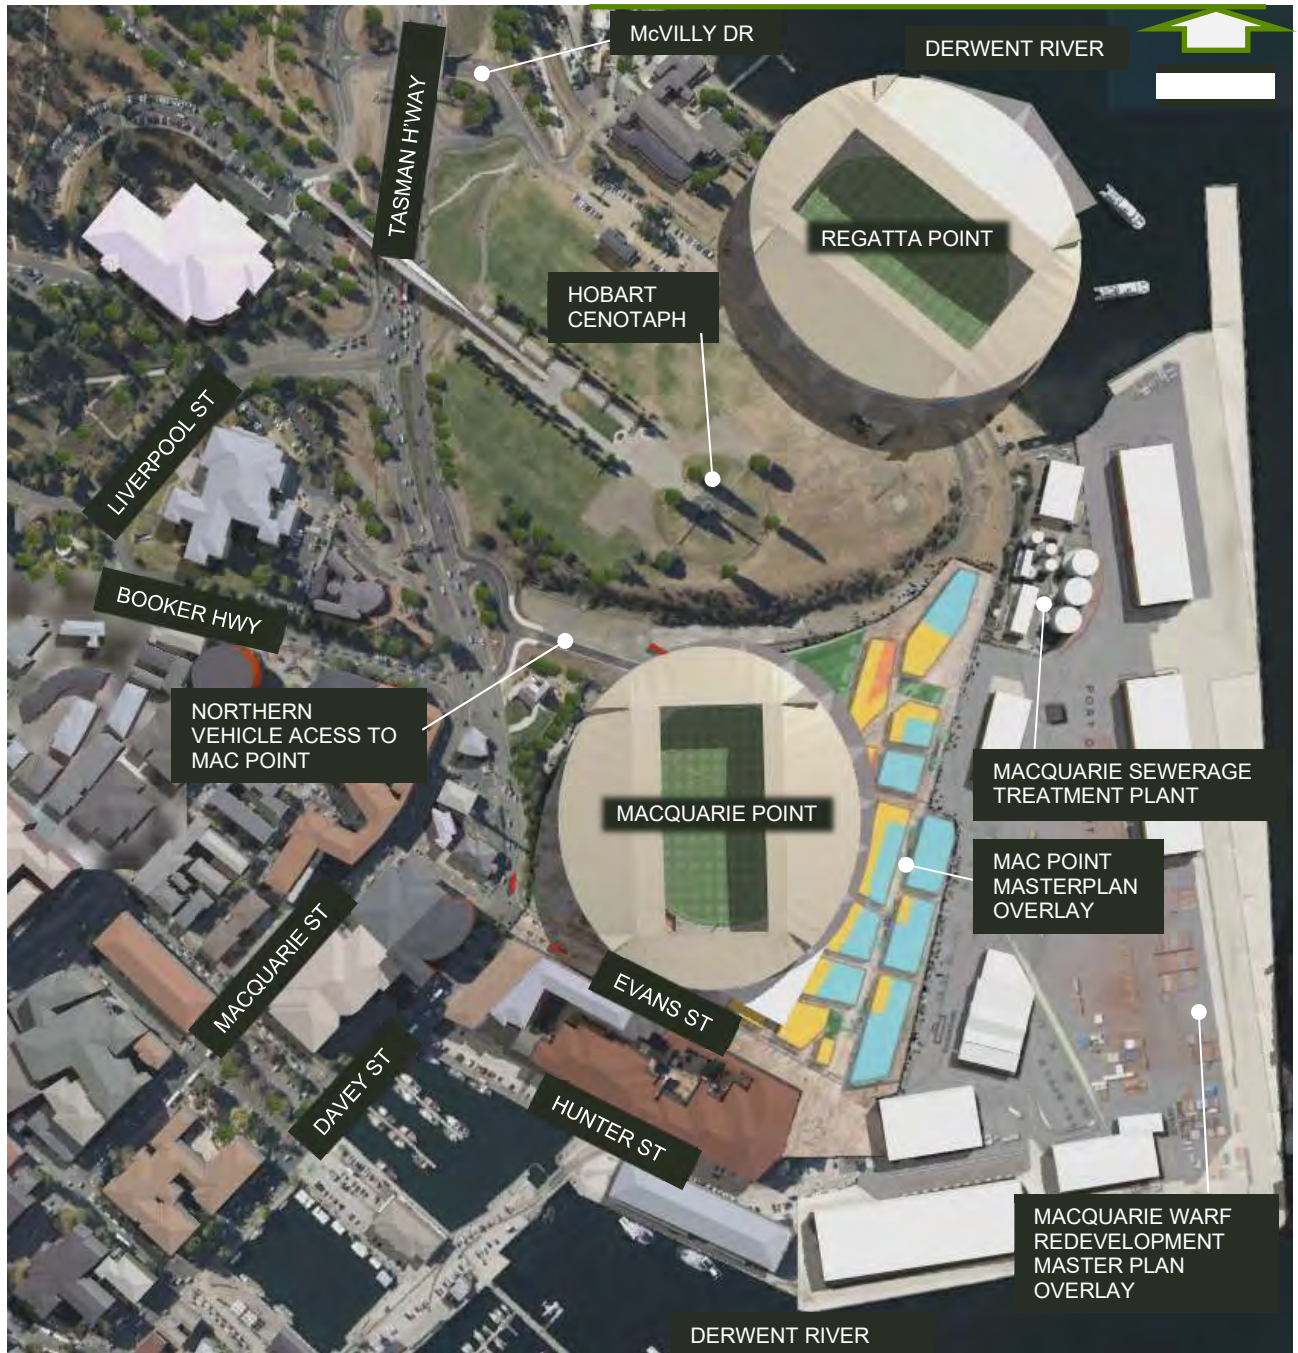 McVILLY DR
DERWENT RIVER
TASMAN H'WAY
REGATTA POINT
HOBART
CENOTAPH
LIVERPOOL ST
BOOKER HWY
NORTHERN
VEHICLE ACESS TO
MAC POINT
MACQUARIE SEWERAGE
TREATMENT PLANT
MACQUARIE POINT
MAC POINT
MASTERPLAN
OVERLAY
MACQUARIE ST
EVANS ST
DAVEY ST
HUNTER ST
MACQUARIE WARF
REDEVELOPMENT
MASTER PLAN
OVERLAY
DERWENT RIVER